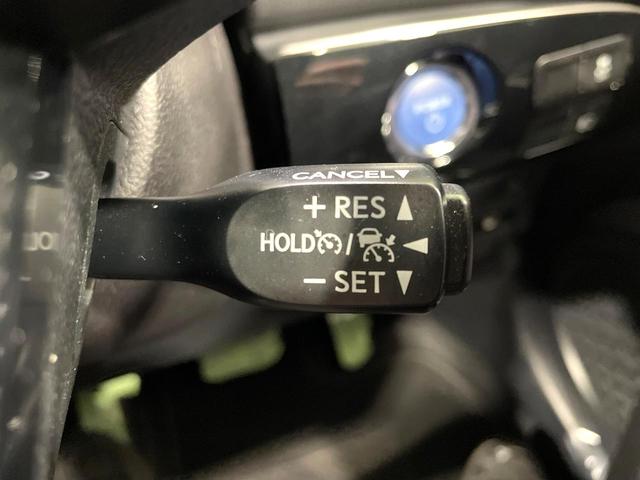 CANCEL▼
+ RES ▲
HOLD / ◀
− SET ▼